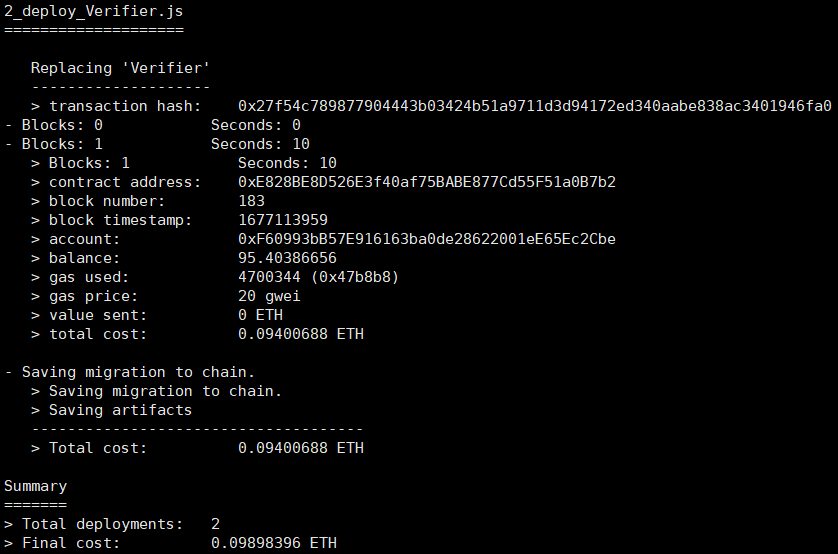 2_deploy_Verifier.js
====================
Replacing 'Verifier'
--------------------
> transaction hash:    0x27f54c789877904443b03424b51a9711d3d94172ed340aabe838ac3401946fa0
- Blocks: 0            Seconds: 0
- Blocks: 1            Seconds: 10
> Blocks: 1            Seconds: 10
> contract address:    0xE828BE8D526E3f40af75BABE877Cd55F51a0B7b2
> block number:        183
> block timestamp:     1677113959
> account:             0xF60993bB57E916163ba0de28622001eE65Ec2Cbe
> balance:             95.40386656
> gas used:            4700344 (0x47b8b8)
> gas price:           20 gwei
> value sent:          0 ETH
> total cost:          0.09400688 ETH
- Saving migration to chain.
> Saving migration to chain.
> Saving artifacts
-------------------------------------
> Total cost:          0.09400688 ETH
Summary
=======
> Total deployments:   2
> Final cost:          0.09898396 ETH